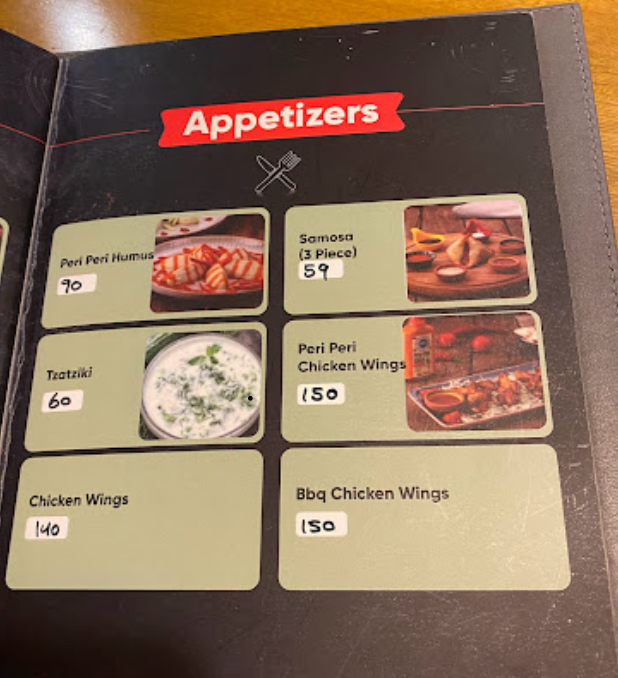 Appetizers
Peri Peri Humus
90
Samosa
(3 Piece)
59
Tzatziki
60
Peri Peri
Chicken Wings
150
Chicken Wings
140
Bbq Chicken Wings
150